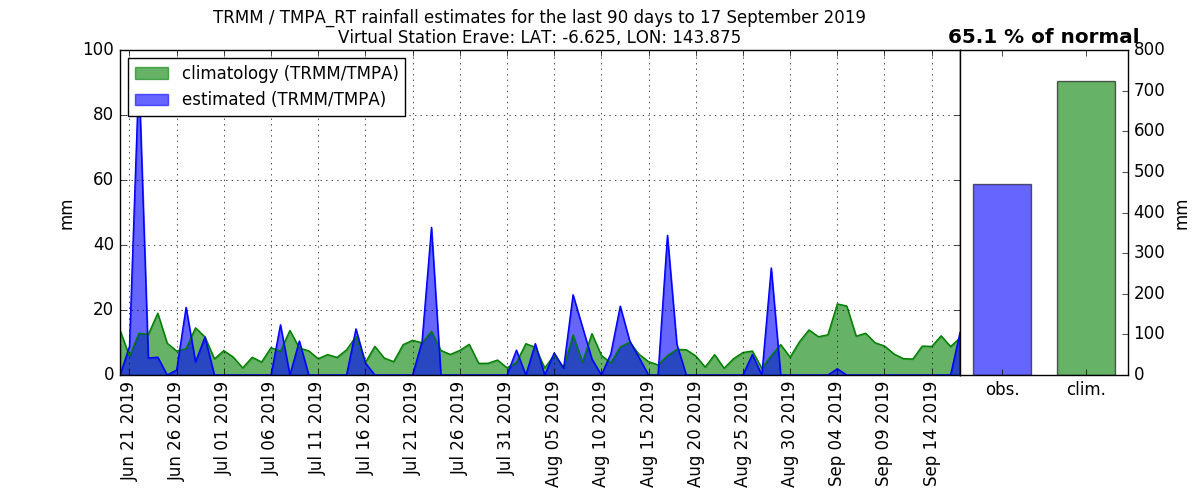 TRMM / TMPA_RT rainfall estimates for the last 90 days to 17 September 2019
Virtual Station Erave: LAT: -6.625, LON: 143.875
65.1 % of normal
climatology (TRMM/TMPA)
estimated (TRMM/TMPA)
100
80
60
40
20
0
mm
Jun 21 2019
Jun 26 2019
Jul 01 2019
Jul 06 2019
Jul 11 2019
Jul 16 2019
Jul 21 2019
Jul 26 2019
Jul 31 2019
Aug 05 2019
Aug 10 2019
Aug 15 2019
Aug 20 2019
Aug 25 2019
Aug 30 2019
Sep 04 2019
Sep 09 2019
Sep 14 2019
800
700
600
500
400
300
200
100
0
mm
obs.
clim.